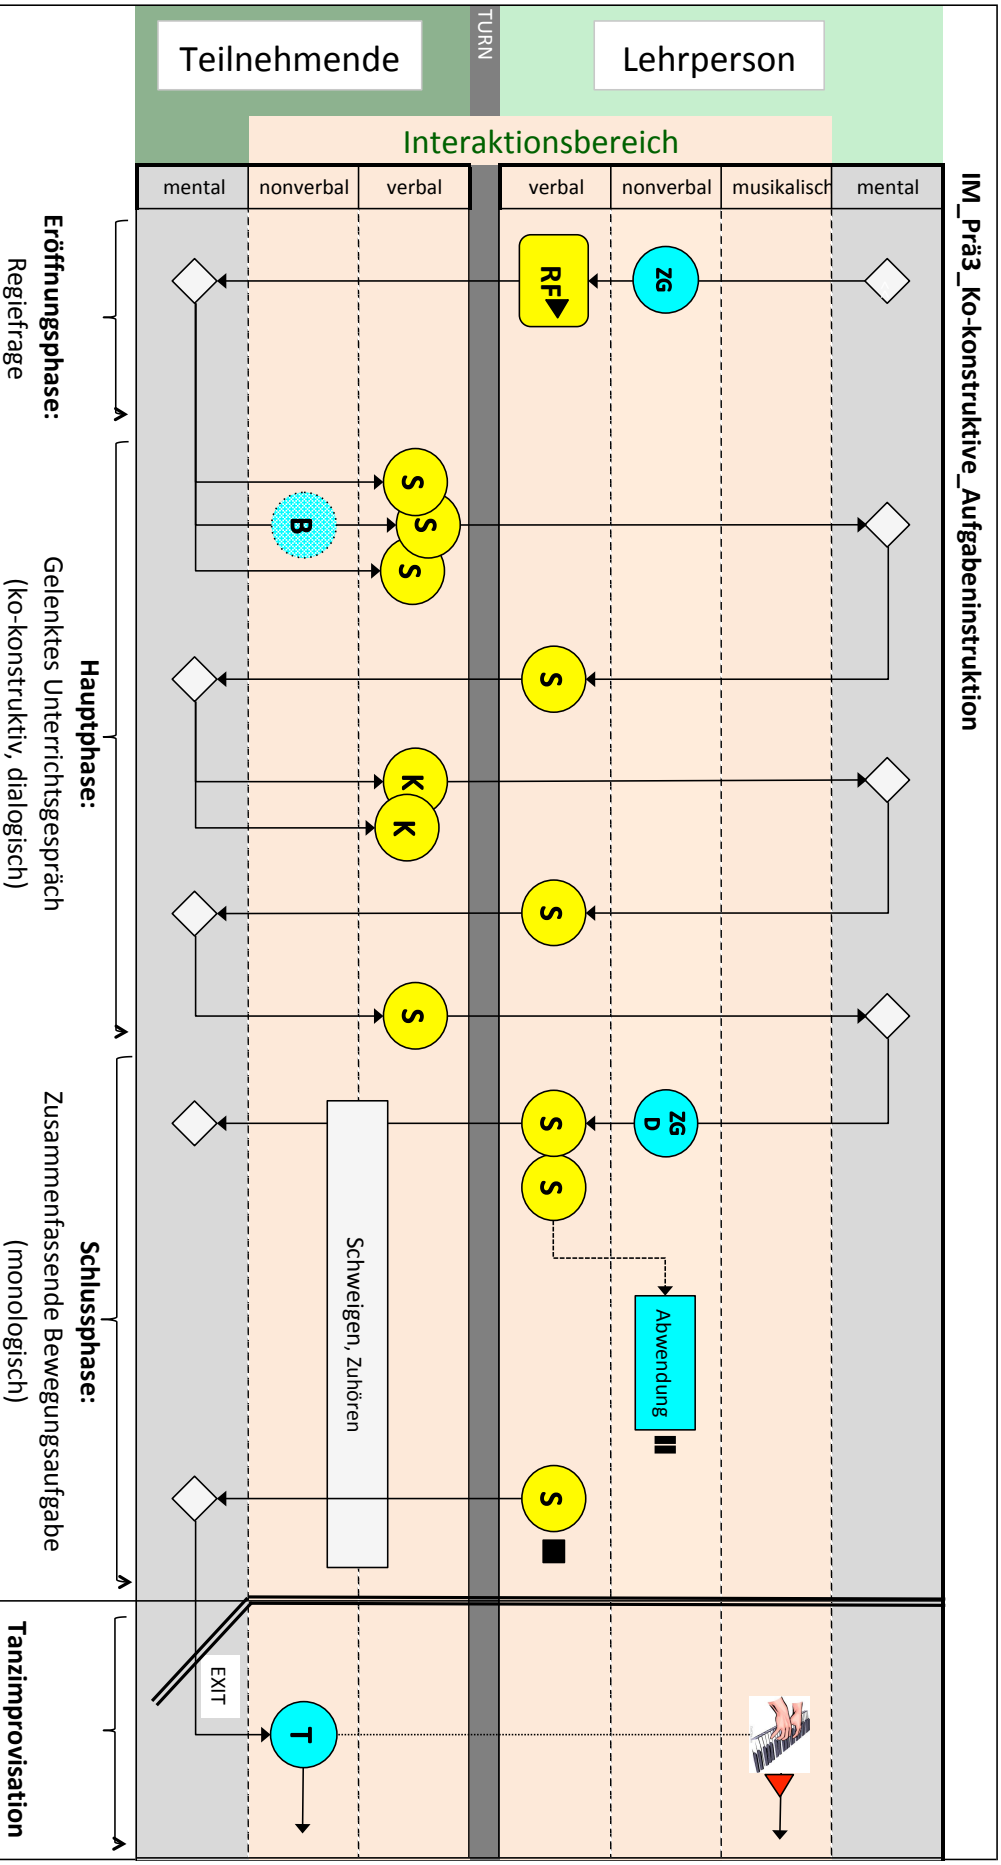 IM_Prä3_Ko-konstruktive_Aufgabeninstruktion
Teilnehmende
TURN
Lehrperson
Interaktionsbereich
mental
nonverbal
verbal
verbal
nonverbal
musikalisch
mental
RF
ZG
S
S
S
B
S
K
K
S
S
S
S
ZG
D
Abwendung
Schweigen, Zuhören
S
EXIT
T
Eröffnungsphase:
Regiefrage
Hauptphase:
Gelenktes Unterrichtsgespräch
(ko-konstruktiv, dialogisch)
Schlussphase:
Zusammenfassende Bewegungsaufgabe
(monologisch)
Tanzimprovisation